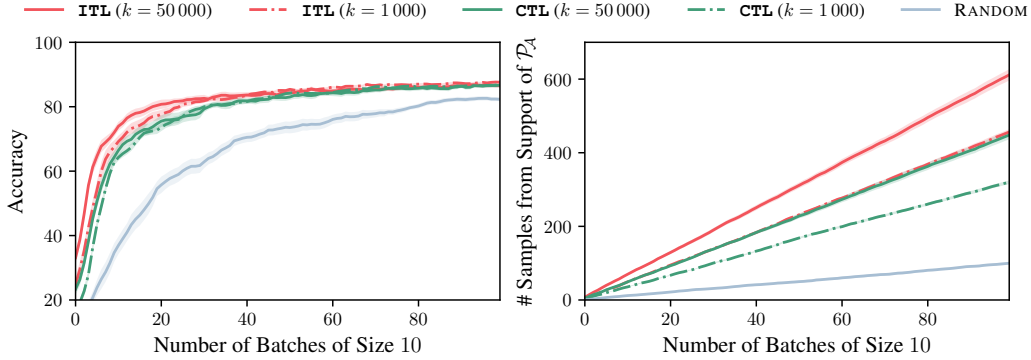 ITL (k = 50 000) ITL (k = 1 000) CTL (k = 50 000) CTL (k = 1 000) RANDOM
100
80
60
40
20
0 20 40 60 80
Accuracy
Number of Batches of Size 10
600
400
200
0
0 20 40 60 80
# Samples from Support of 𝒫_𝒜
Number of Batches of Size 10